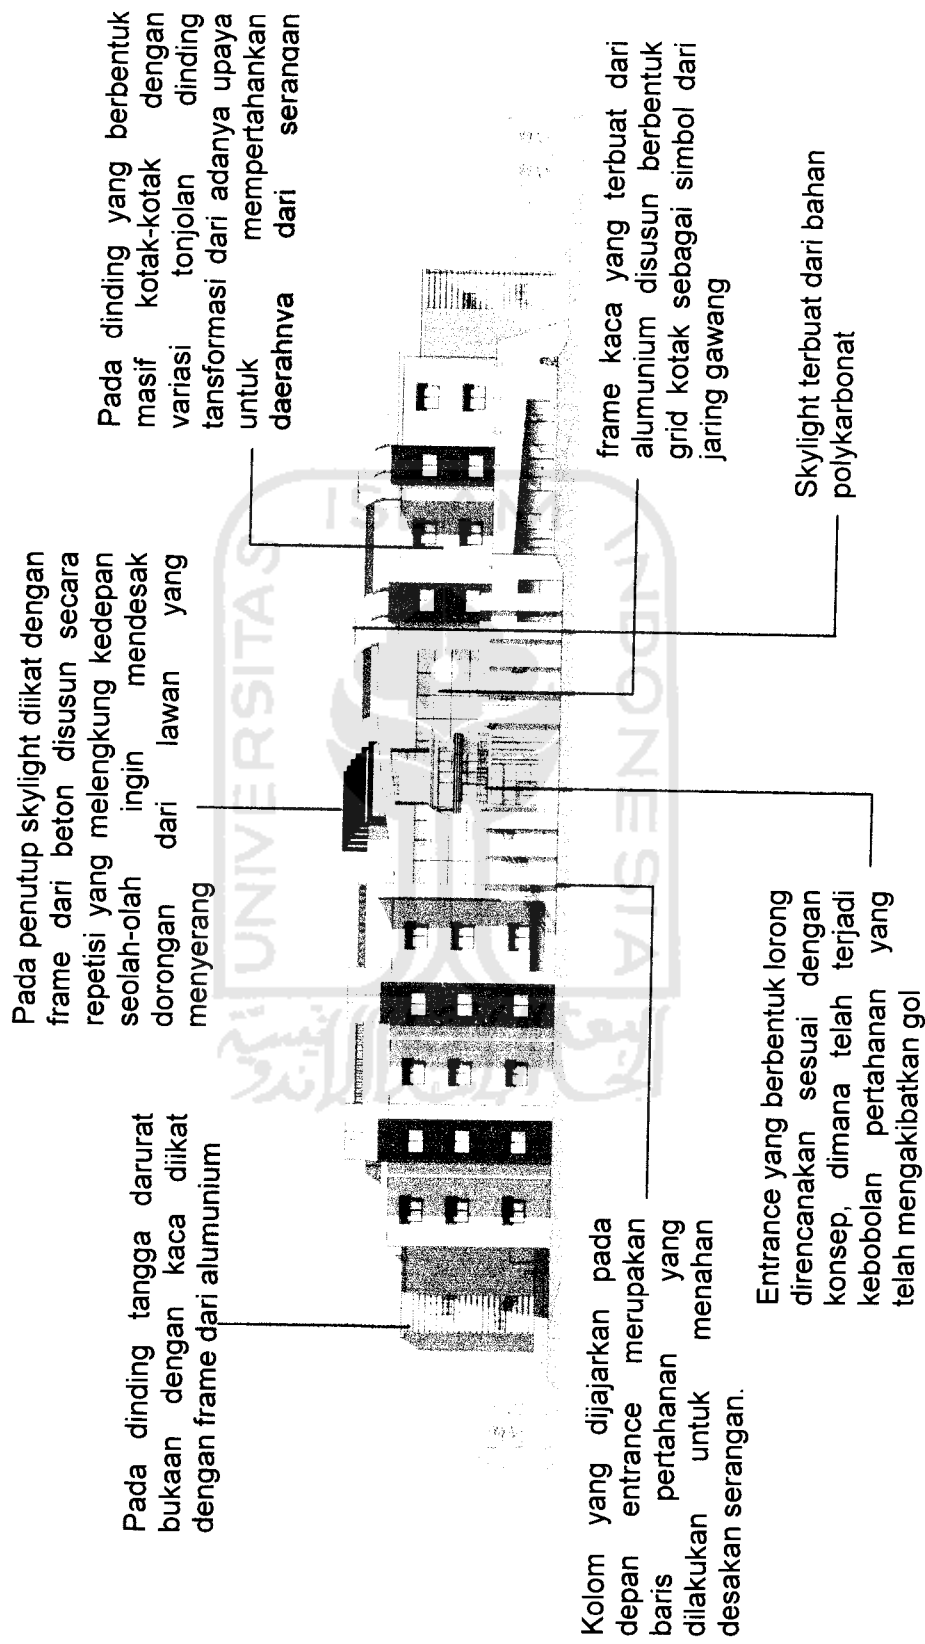 Pada dinding tangga darurat
bukaan dengan kaca diikat
dengan frame dari alumunium
Pada penutup skylight diikat dengan
frame dari beton disusun secara
repetisi yang melengkung kedepan
seolah-olah ingin mendesak
dorongan dari lawan yang
menyerang
Pada dinding yang berbentuk
masif kotak-kotak dengan
variasi tonjolan dinding
tansformasi dari adanya upaya
untuk mempertahankan
daerahnya dari serangan
Kolom yang dijajarkan pada
depan entrance merupakan
baris pertahanan yang
dilakukan untuk menahan
desakan serangan.
Entrance yang berbentuk lorong
direncanakan sesuai dengan
konsep, dimana telah terjadi
kebobolan pertahanan yang
telah mengakibatkan gol
frame kaca yang terbuat dari
alumunium disusun berbentuk
grid kotak sebagai simbol dari
jaring gawang
Skylight terbuat dari bahan
polykarbonat
UNIVERSITAS
ISLAM
INDONESIA